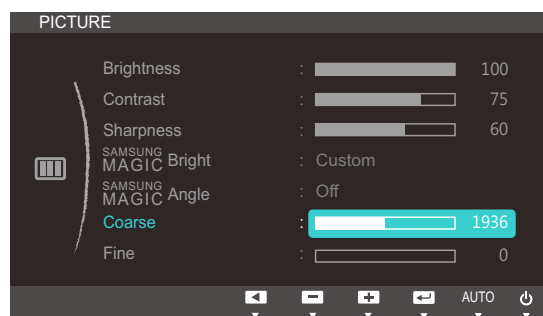 PICTURE
Brightness : 100
Contrast : 75
Sharpness : 60
SAMSUNG MAGIC Bright : Custom
SAMSUNG MAGIC Angle : Off
Coarse : 1936
Fine : 0
AUTO